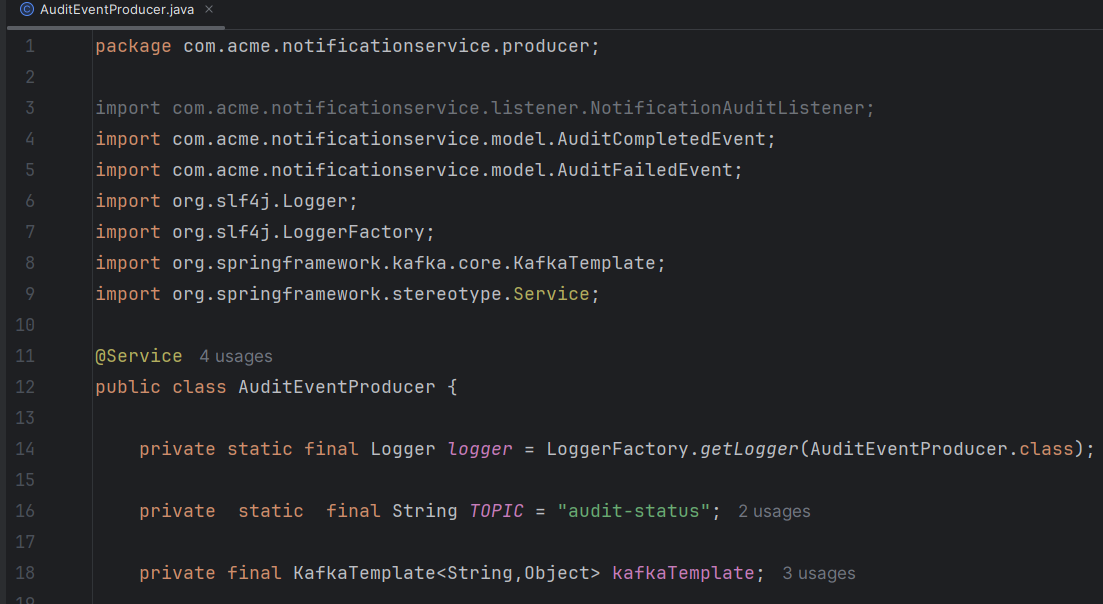 © AuditEventProducer.java ×
1 package com.acme.notificationservice.producer;
2
3 import com.acme.notificationservice.listener.NotificationAuditListener;
4 import com.acme.notificationservice.model.AuditCompletedEvent;
5 import com.acme.notificationservice.model.AuditFailedEvent;
6 import org.slf4j.Logger;
7 import org.slf4j.LoggerFactory;
8 import org.springframework.kafka.core.KafkaTemplate;
9 import org.springframework.stereotype.Service;
10
11 @Service 4 usages
12 public class AuditEventProducer {
13
14     private static final Logger logger = LoggerFactory.getLogger(AuditEventProducer.class);
15
16     private  static  final String TOPIC = "audit-status"; 2 usages
17
18     private final KafkaTemplate<String,Object> kafkaTemplate; 3 usages
19